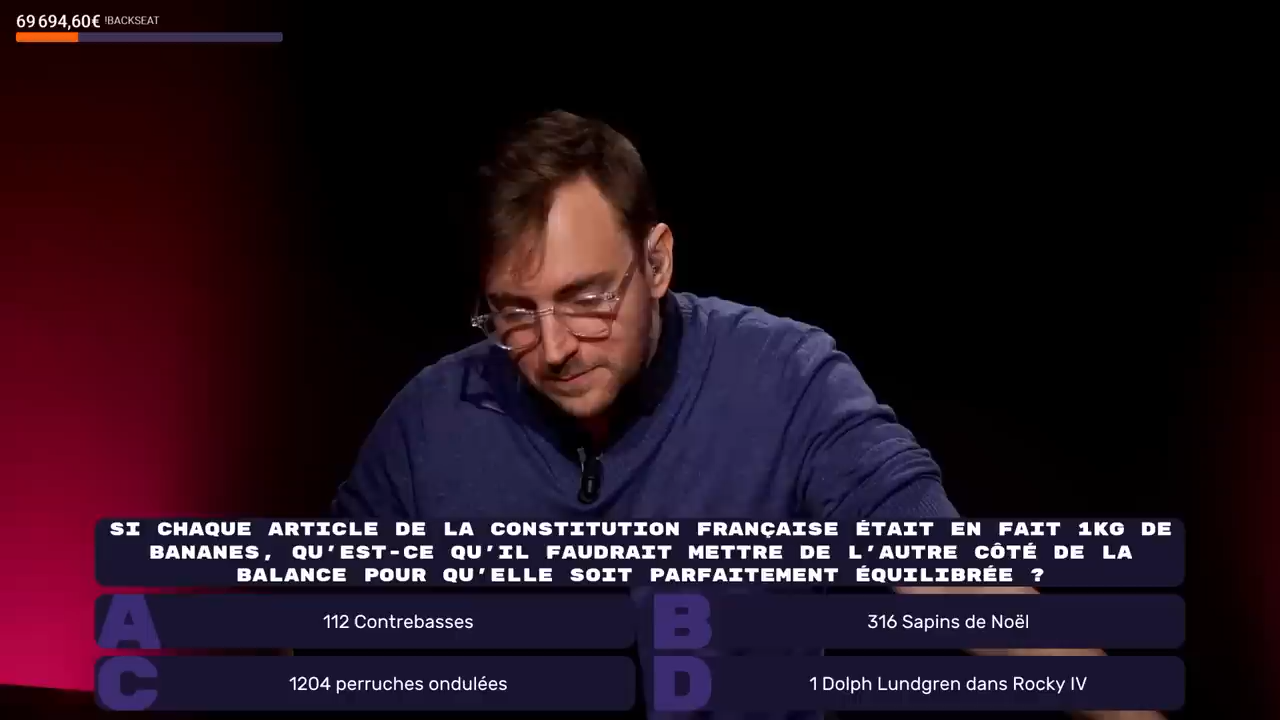 69 694,60€ !BACKSEAT
SI CHAQUE ARTICLE DE LA CONSTITUTION FRANÇAISE ÉTAIT EN FAIT 1KG DE
BANANES, QU'EST-CE QU'IL FAUDRAIT METTRE DE L'AUTRE CÔTÉ DE LA
BALANCE POUR QU'ELLE SOIT PARFAITEMENT ÉQUILIBRÉE ?
A 112 Contrebasses
B 316 Sapins de Noël
C 1204 perruches ondulées
D 1 Dolph Lundgren dans Rocky IV